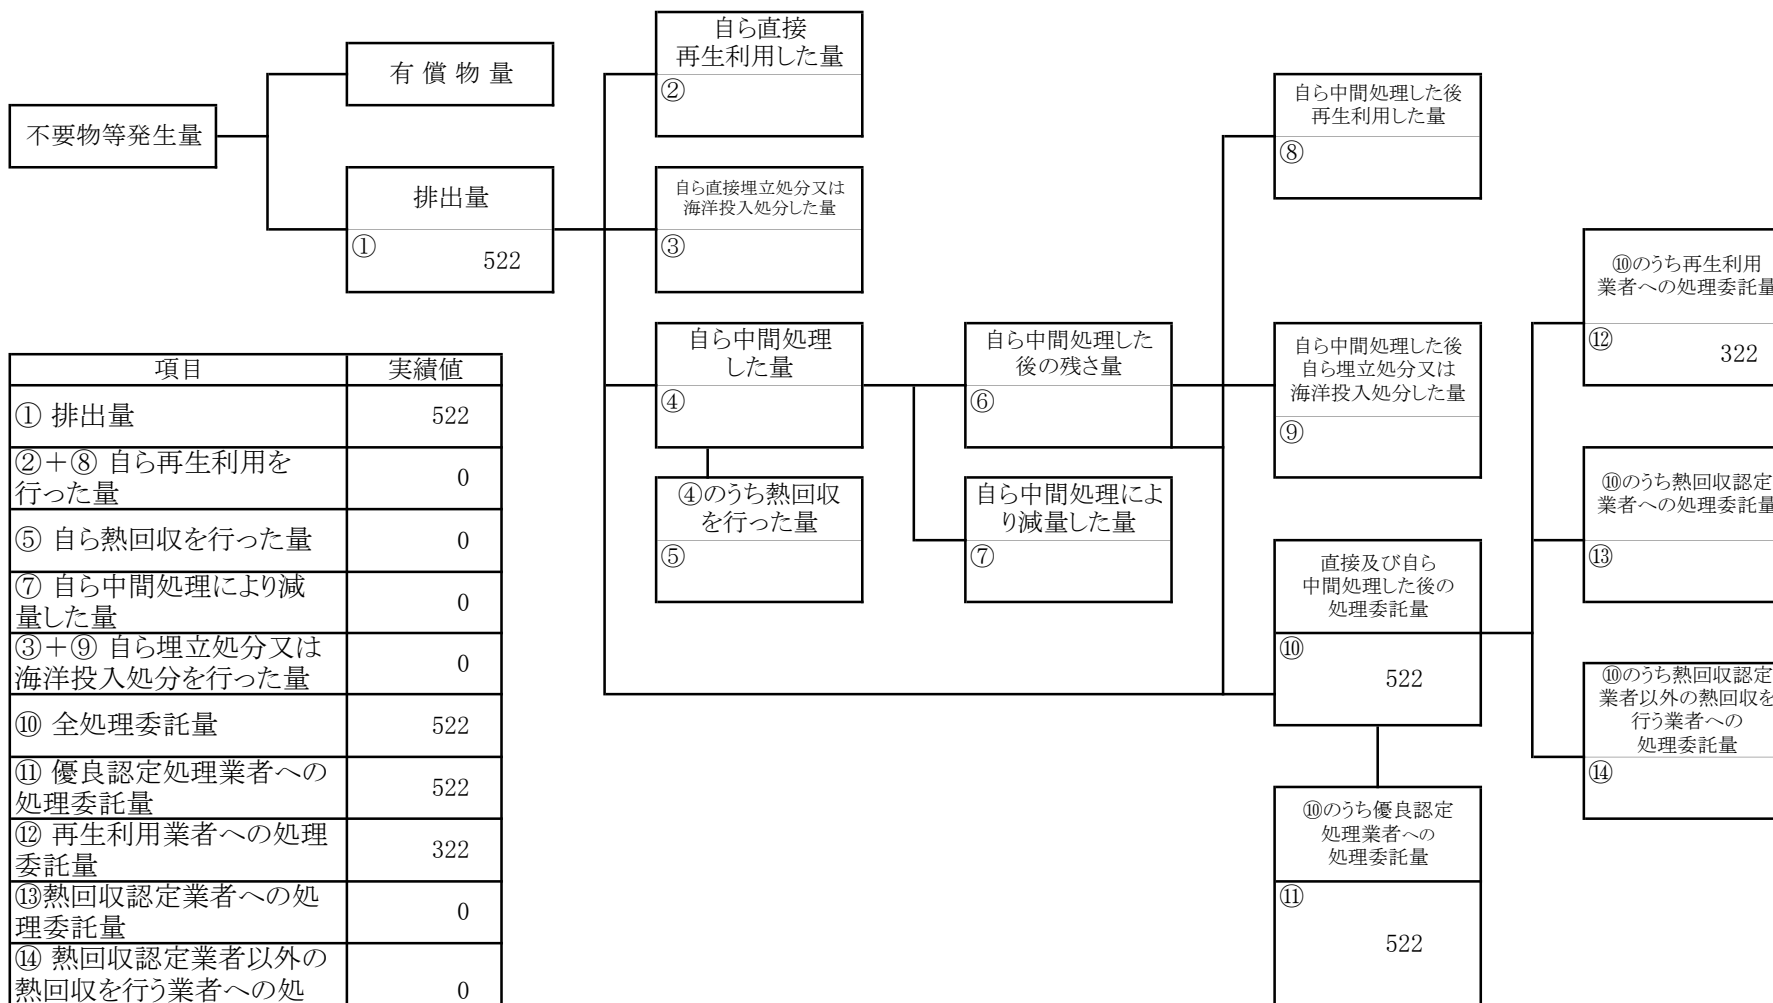 自ら直接
再生利用した量
②
有 償 物 量
不要物等発生量
排出量
①
522
自ら直接埋立処分又は
海洋投入処分した量
③
自ら中間処理した後
再生利用した量
⑧
⑩のうち再生利用
業者への処理委託量
⑫
322
自ら中間処理
した量
④
自ら中間処理した
後の残さ量
⑥
自ら中間処理した後
自ら埋立処分又は
海洋投入処分した量
⑨
④のうち熱回収
を行った量
⑤
自ら中間処理によ
り減量した量
⑦
⑩のうち熱回収認定
業者への処理委託量
⑬
直接及び自ら
中間処理した後の
処理委託量
⑩
522
⑩のうち熱回収認定
業者以外の熱回収を
行う業者への
処理委託量
⑭
⑩のうち優良認定
処理業者への
処理委託量
⑪
522
項目 実績値
① 排出量 522
②＋⑧ 自ら再生利用を
行った量 0
⑤ 自ら熱回収を行った量 0
⑦ 自ら中間処理により減
量した量 0
③＋⑨ 自ら埋立処分又は
海洋投入処分を行った量 0
⑩ 全処理委託量 522
⑪ 優良認定処理業者への
処理委託量 522
⑫ 再生利用業者への処理
委託量 322
⑬熱回収認定業者への処
理委託量 0
⑭ 熱回収認定業者以外の
熱回収を行う業者への処 0